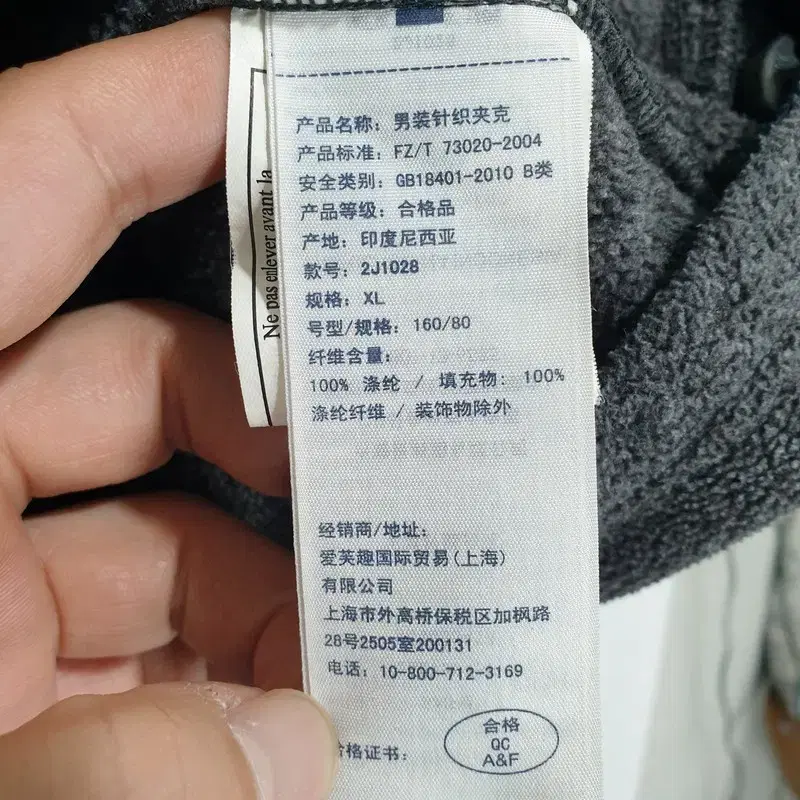 产品名称：男装针织夹克
产品标准：FZ/T 73020-2004
安全类别：GB18401-2010 B类
产品等级：合格品
产地：印度尼西亚
款号：2J1028
规格：XL
号型/规格：160/80
纤维含量：
100% 涤纶 / 填充物：100%
涤纶纤维 / 装饰物除外
经销商/地址：
爱芙趣国际贸易(上海)
有限公司
上海市外高桥保税区加枫路
28号2505室200131
电话：10-800-712-3169
格证书：
合格
QC
A&F
Ne pas enlever avant la